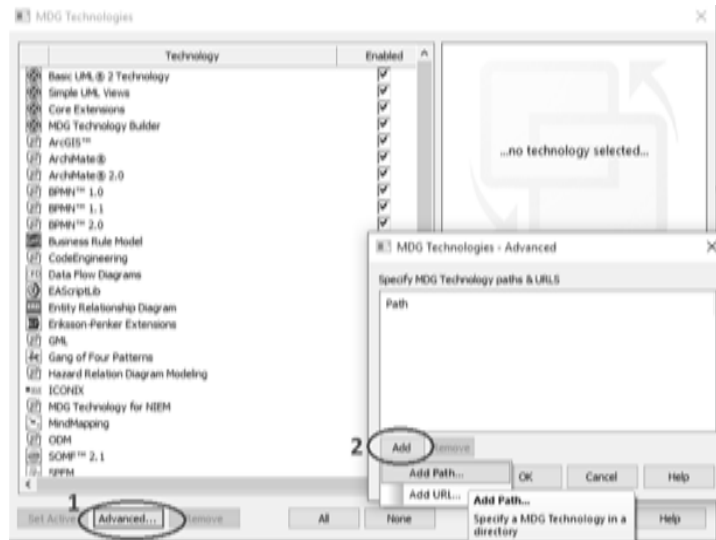 MDG Technologies
Technology Enabled
Basic UML ® 2 Technology
Simple UML Views
Core Extensions
MDG Technology Builder
ArcGIS™
ArchiMate®
ArchiMate® 2.0
BPMN™ 1.0
BPMN™ 1.1
BPMN™ 2.0
Business Rule Model
CodeEngineering
Data Flow Diagrams
EAScriptLib
Entity Relationship Diagram
Eriksson-Penker Extensions
GML
Gang of Four Patterns
Hazard Relation Diagram Modeling
ICONIX
MDG Technology for NIEM
MindMapping
ODM
SOMF™ 2.1
SPEM
...no technology selected...
MDG Technologies - Advanced
Specify MDG Technology paths & URLS
Path
2
Add Remove
Add Path...
Add URL...
OK Cancel Help
Add Path...
Specify a MDG Technology in a
directory
1
Set Active Advanced... Remove All None Help